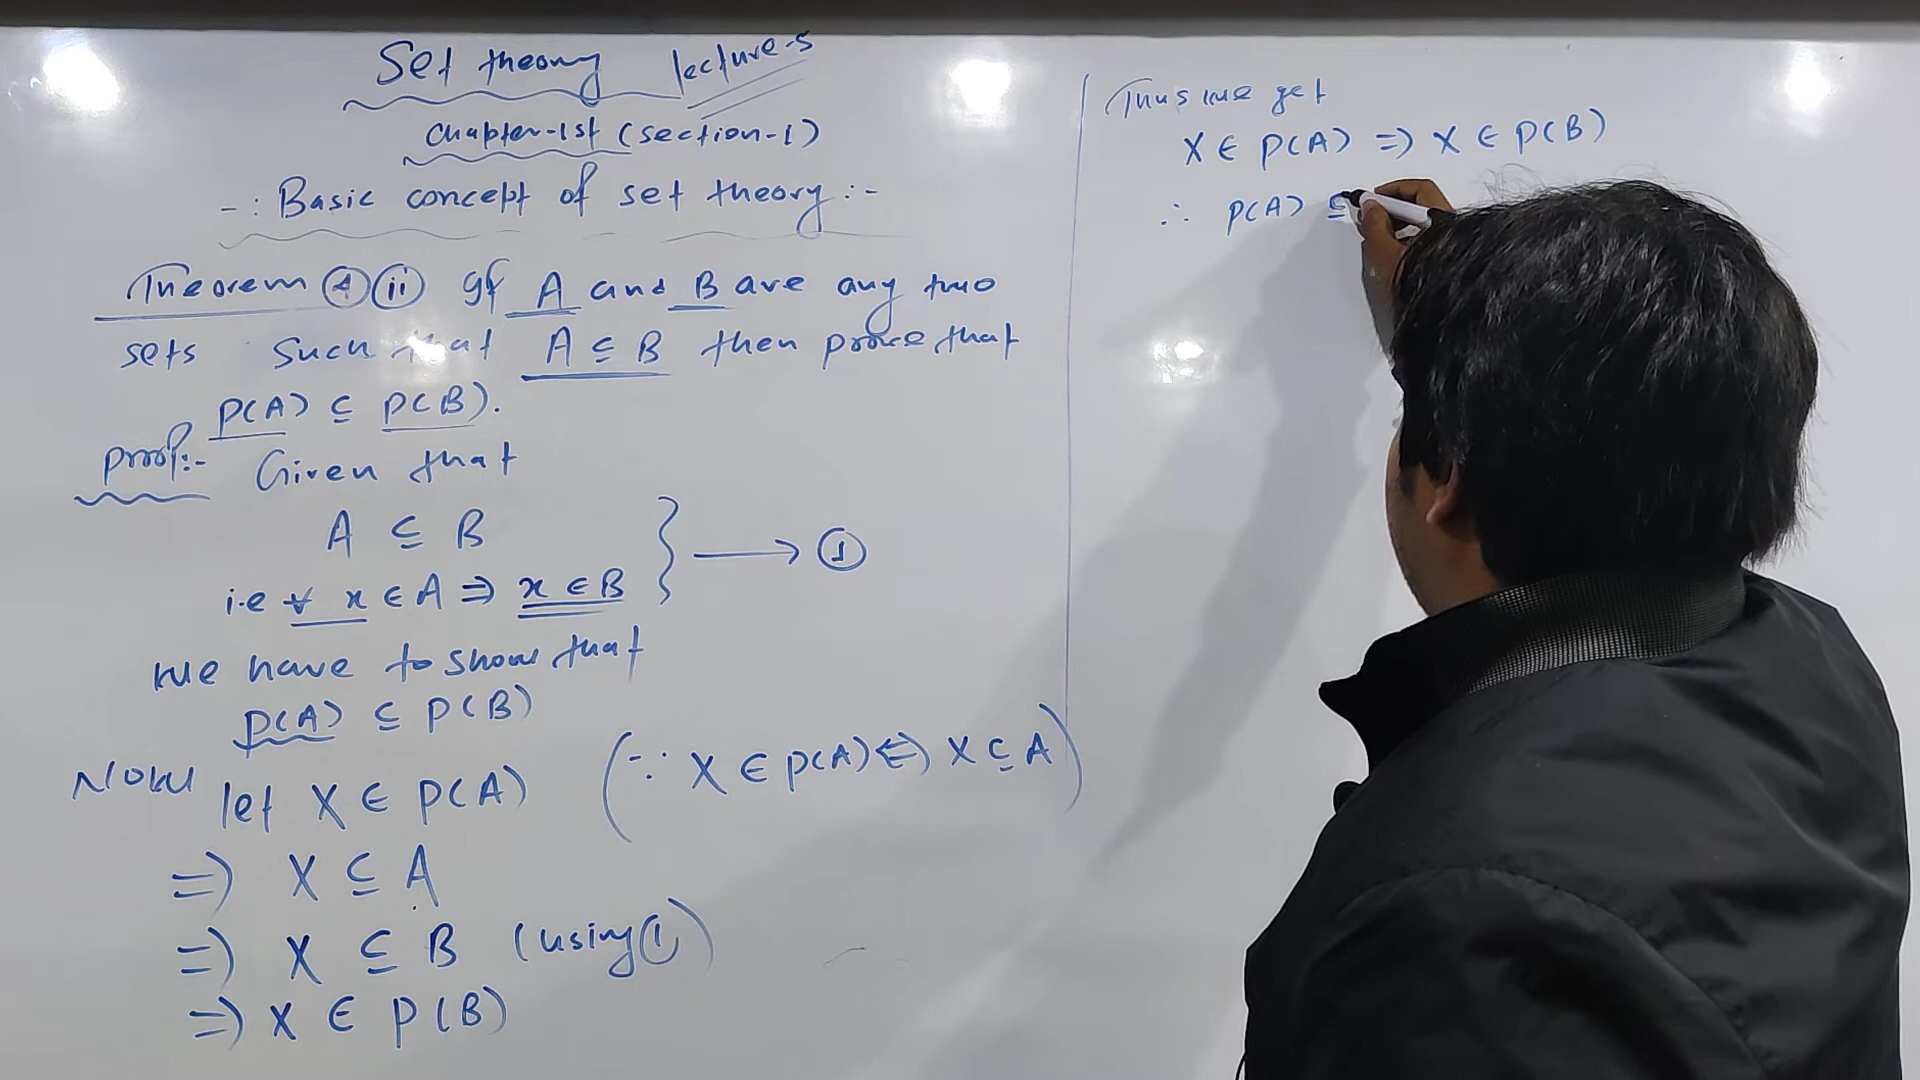 Set theory lecture-5
Chapter-1st (section-1)
-: Basic concept of set theory :-
Theorem ④ (ii) If A and B are any two
sets such that A ⊆ B then prove that
P(A) ⊆ P(B).
Proof:- Given that
A ⊆ B
i.e ∀ x ∈ A ⇒ x ∈ B } → ①
we have to show that
P(A) ⊆ P(B)
Now let X ∈ P(A) (∵ X ∈ P(A) ⇔ X ⊆ A)
⇒ X ⊆ A
⇒ X ⊆ B (using ①)
⇒ X ∈ P(B)
Thus we get
X ∈ P(A) ⇒ X ∈ P(B)
∴ P(A) ⊆